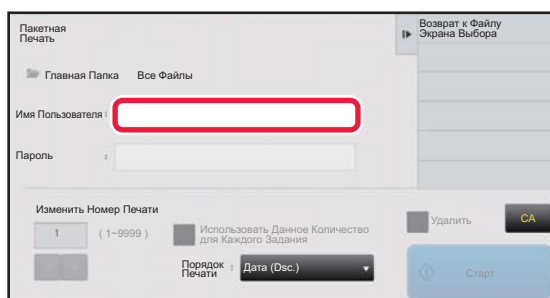 Пакетная
Печать
Возврат к Файлу
Экрана Выбора
Главная Папка Все Файлы
Имя Пользователя :
Пароль :
Изменить Номер Печати
1 ( 1~9999 )
Использовать Данное Количество
для Каждого Задания
Удалить
CA
Порядок
Печати : Дата (Dsc.)
Старт